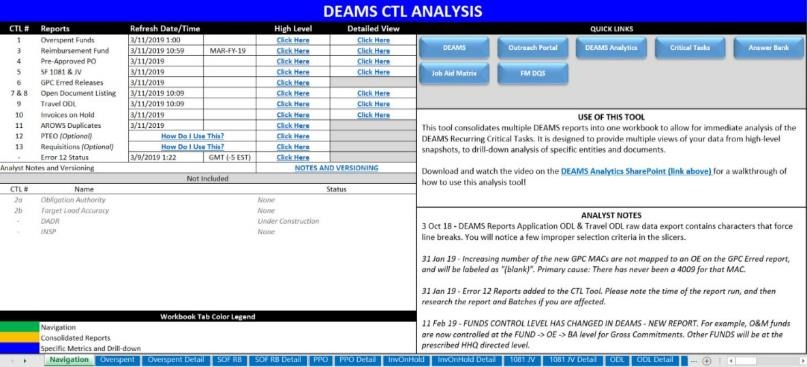 DEAMS CTL ANALYSIS
CTL # Reports Refresh Date/Time High Level Detailed View
1 Overspent Funds 3/11/2019 1:00 Click Here Click Here
3 Reimbursement Fund 3/11/2019 10:59 MAR-FY-19 Click Here Click Here
4 Pre-Approved PO 3/11/2019 Click Here Click Here
5 SF 1081 & JV 3/11/2019 Click Here Click Here
6 GPC Erred Releases 3/11/2019 Click Here
7 & 8 Open Document Listing 3/11/2019 10:09 Click Here Click Here
9 Travel ODL 3/11/2019 10:09 Click Here Click Here
10 Invoices on Hold 3/11/2019 Click Here Click Here
11 AROWS Duplicates 3/11/2019 Click Here
12 PTEO (Optional) How Do I Use This? Click Here
13 Requisitions (Optional) How Do I Use This? Click Here
- Error 12 Status 3/9/2019 1:22 GMT (-5 EST) Click Here Click Here
Analyst Notes and Versioning NOTES AND VERSIONING
Not Included
CTL # Name Status
2a Obligation Authority None
2b Target Load Accuracy None
- DADR Under Construction
- INSP None
Workbook Tab Color Legend
Navigation
Consolidated Reports
Specific Metrics and Drill-down
QUICK LINKS
DEAMS Outreach Portal DEAMS Analytics Critical Tasks Answer Bank
Job Aid Matrix FM DQS
USE OF THIS TOOL
This tool consolidates multiple DEAMS reports into one workbook to allow for immediate analysis of the
DEAMS Recurring Critical Tasks. It is designed to provide multiple views of your data from high-level
snapshots, to drill-down analysis of specific entities and documents.
Download and watch the video on the DEAMS Analytics SharePoint (link above) for a walkthrough of
how to use this analysis tool!
ANALYST NOTES
3 Oct 18 - DEAMS Reports Application ODL & Travel ODL raw data export contains characters that force
line breaks. You will notice a few improper selection criteria in the slicers.
31 Jan 19 - Increasing number of the new GPC MACs are not mapped to an OE on the GPC Erred report,
and will be labeled as "(blank)". Primary cause: There has never been a 4009 for that MAC.
31 Jan 19 - Error 12 Reports added to the CTL Tool. Please note the time of the report run, and then
research the report and Batches if you are affected.
11 Feb 19 - FUNDS CONTROL LEVEL HAS CHANGED IN DEAMS - NEW REPORT. For example, O&M funds
are now controlled at the FUND -> OE -> BA level for Gross Commitments. Other FUNDS will be at the
prescribed HHQ directed level.
Navigation Overspent Overspent Detail SOF RB SOF RB Detail PPO PPO Detail InvOnHold InvOnHold Detail 1081 JV 1081 JV Detail ODL ODL Detail ...